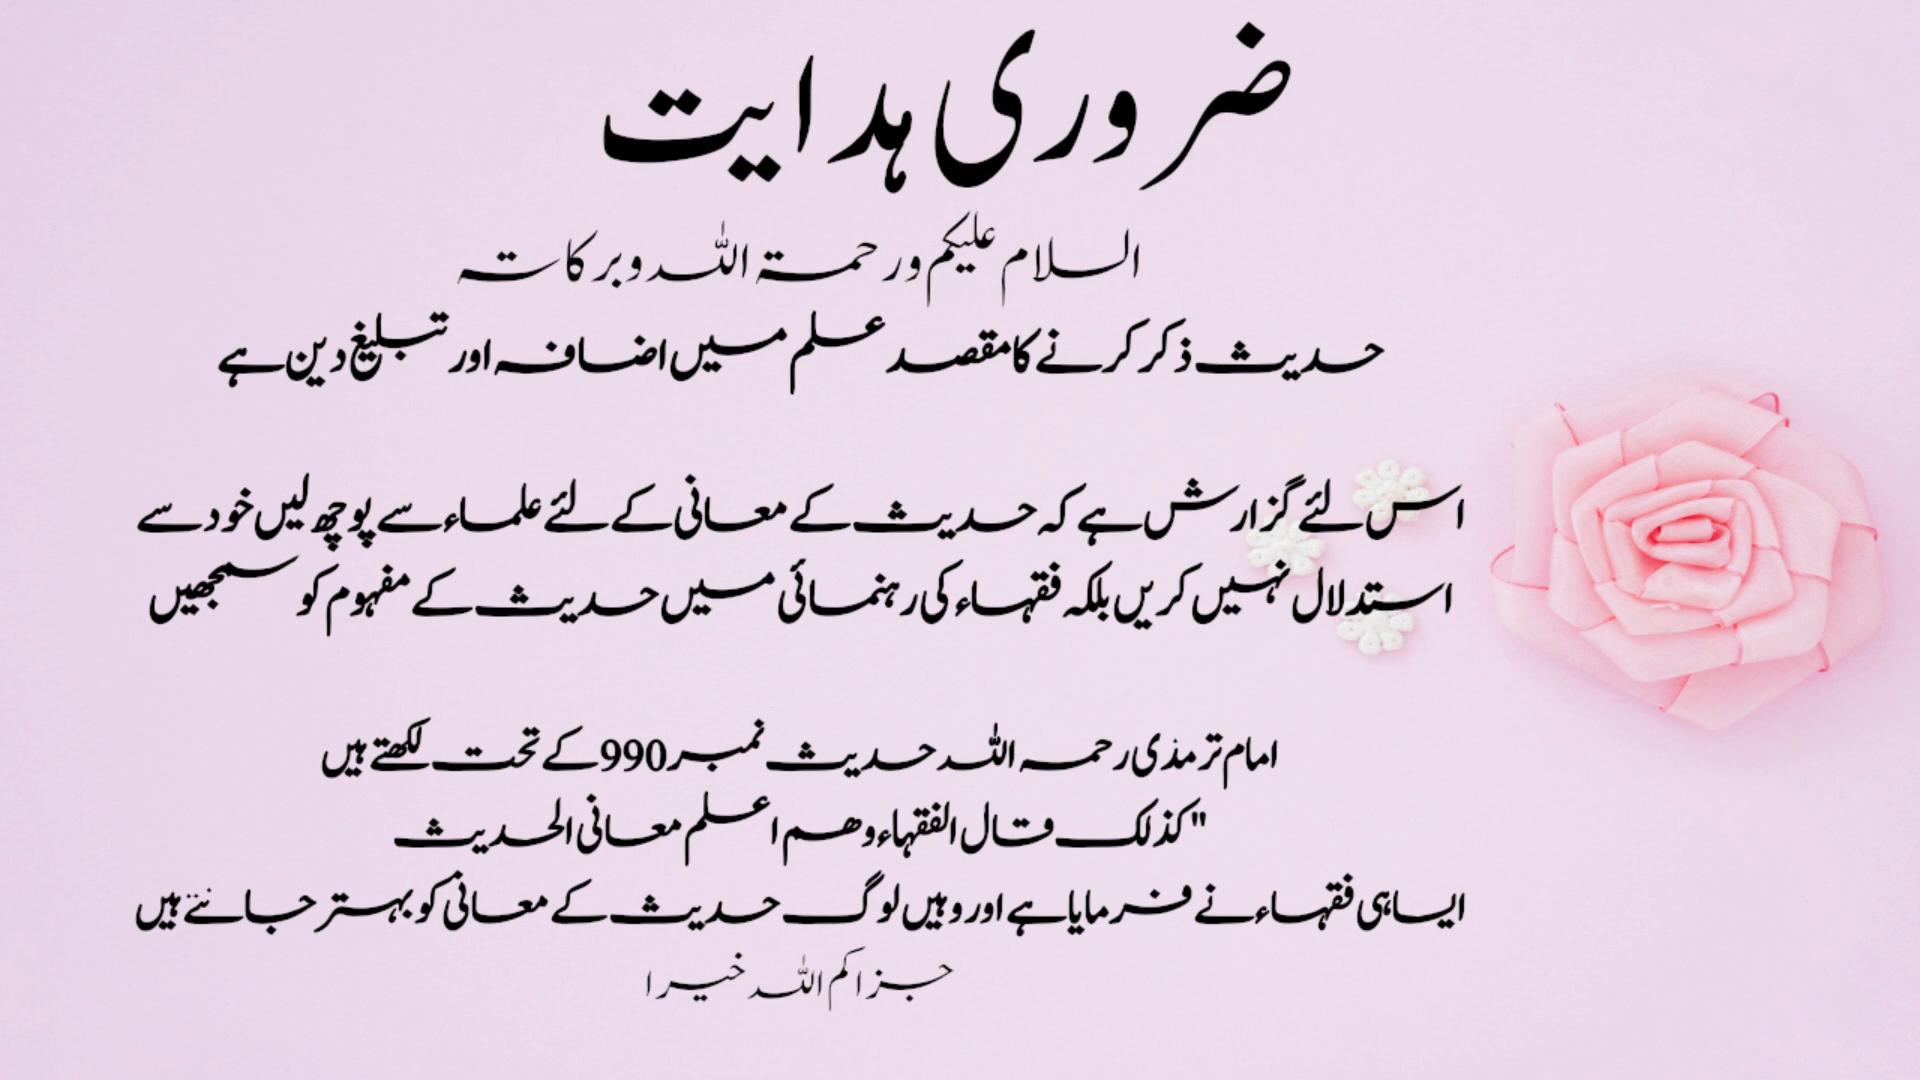 ضروری ہدایت
السلام علیکم ورحمۃ اللہ وبرکاتہ
حدیث ذکر کرنے کا مقصد علم میں اضافہ اور تبلیغ دین ہے
اس لئے گزارش ہے کہ حدیث کے معانی کے لئے علماء سے پوچھ لیں خود سے
استدلال نہیں کریں بلکہ فقہاء کی رہنمائی میں حدیث کے مفہوم کو سمجھیں
امام ترمذی رحمہ اللہ حدیث نمبر 990 کے تحت لکھتے ہیں
"کذلک قال الفقہاء وھم اعلم معانی الحدیث
ایسا ہی فقہاء نے فرمایا ہے اور وہیں لوگ حدیث کے معانی کو بہتر جانتے ہیں
جزاکم اللہ خیرا